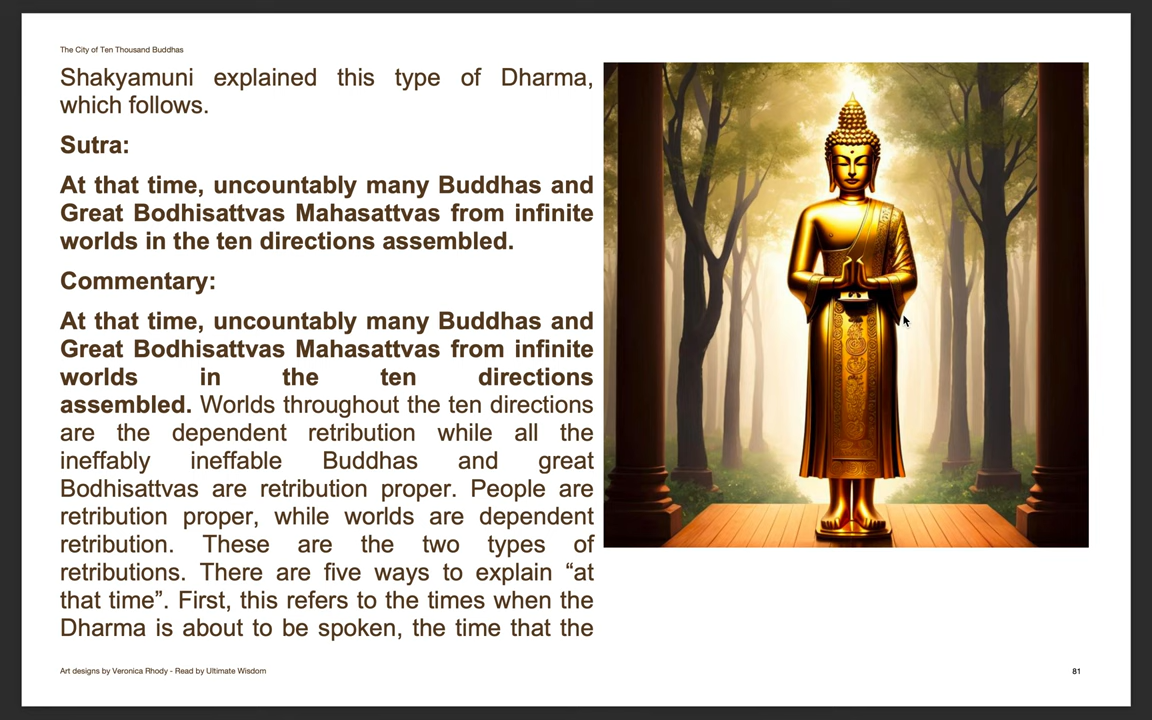 The City of Ten Thousand Buddhas
Shakyamuni explained this type of Dharma,
which follows.
Sutra:
At that time, uncountably many Buddhas and
Great Bodhisattvas Mahasattvas from infinite
worlds in the ten directions assembled.
Commentary:
At that time, uncountably many Buddhas and
Great Bodhisattvas Mahasattvas from infinite
worlds in the ten directions
assembled. Worlds throughout the ten directions
are the dependent retribution while all the
ineffably ineffable Buddhas and great
Bodhisattvas are retribution proper. People are
retribution proper, while worlds are dependent
retribution. These are the two types of
retributions. There are five ways to explain “at
that time”. First, this refers to the times when the
Dharma is about to be spoken, the time that the
Art designs by Veronica Rhody - Read by Ultimate Wisdom
81